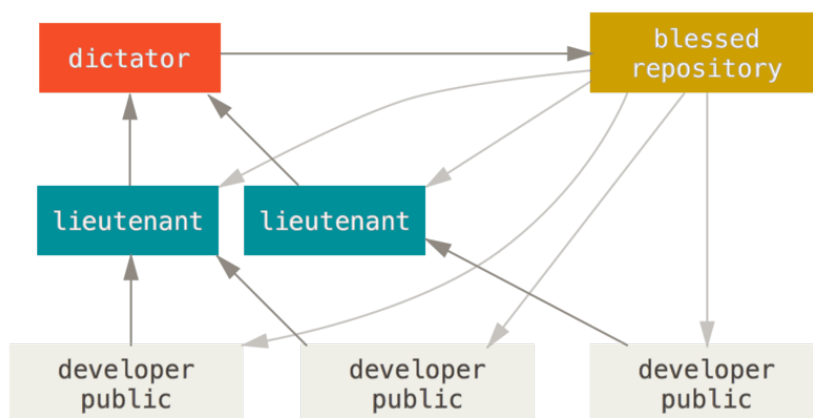 dictator
blessed
repository
lieutenant
lieutenant
developer
public
developer
public
developer
public